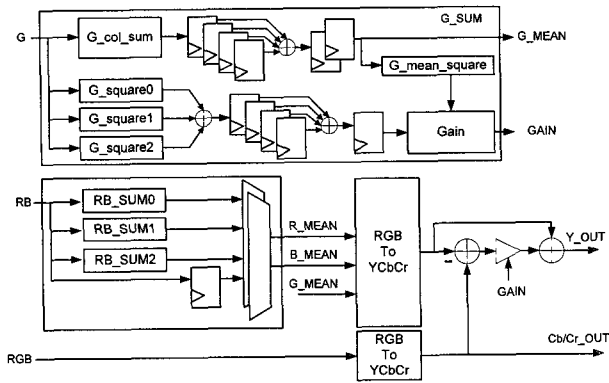 G_SUM
G
G_col_sum
G_MEAN
G_mean_square
G_square0
G_square1
G_square2
Gain
GAIN
RB
RB_SUM0
RB_SUM1
RB_SUM2
R_MEAN
B_MEAN
G_MEAN
RGB
To
YCbCr
Y_OUT
GAIN
RGB
RGB
To
YCbCr
Cb/Cr_OUT